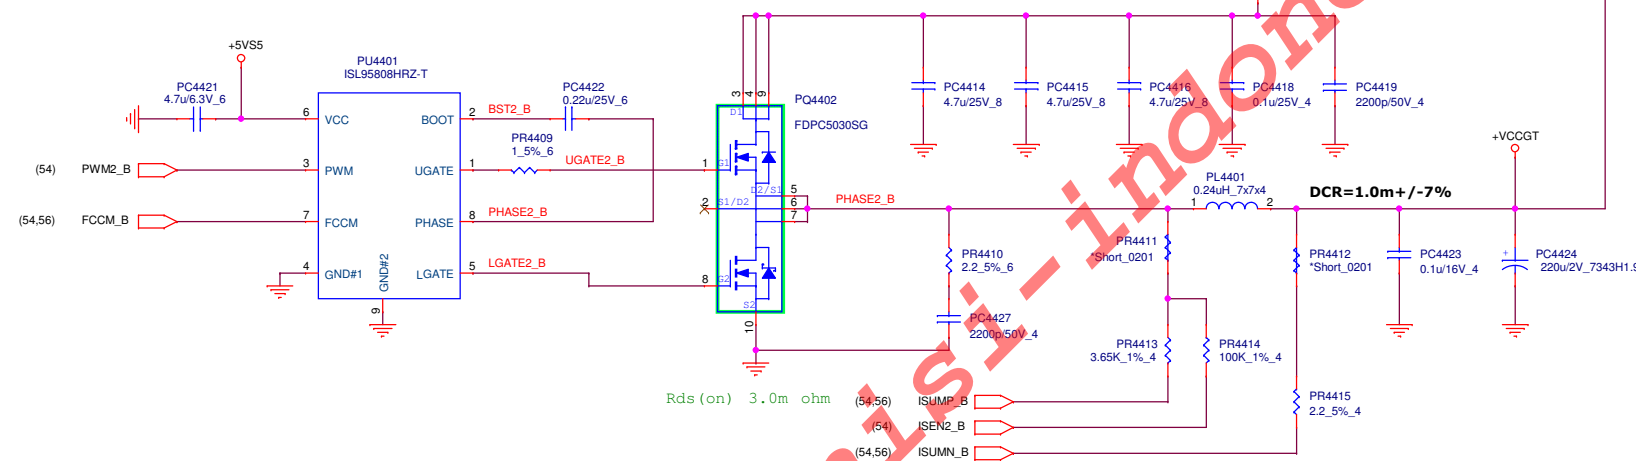 +5VS5
PC4421
4.7u/6.3V_6
PU4401
ISL95808HRZ-T
PC4422
0.22u/25V_6
6
VCC
BOOT
2
BST2_B
PR4409
1_5%_6
(54)
PWM2_B
3
PWM
UGATE
1
UGATE2_B
(54,56)
FCCM_B
7
FCCM
PHASE
8
PHASE2_B
4
GND#1
GND#2
9
LGATE
5
LGATE2_B
3
4
9
PQ4402
FDPC5030SG
D1
1
G1
D2/S1
5
2
S1/D2
6
7
PHASE2_B
8
G2
S2
10
Rds(on) 3.0m ohm
PC4414
4.7u/25V_8
PC4415
4.7u/25V_8
PC4416
4.7u/25V_8
PC4418
0.1u/25V_4
PC4419
2200p/50V_4
+VCCGT
PL4401
0.24uH_7x7x4
1
2
DCR=1.0m+/-7%
PR4410
2.2_5%_6
PC4427
2200p/50V_4
PR4411
*Short_0201
PR4412
*Short_0201
PC4423
0.1u/16V_4
+
PC4424
220u/2V_7343H1.9
PR4413
3.65K_1%_4
PR4414
100K_1%_4
PR4415
2.2_5%_4
(54,56)
ISUMP_B
(54)
ISEN2_B
(54,56)
ISUMN_B
nisi-indone